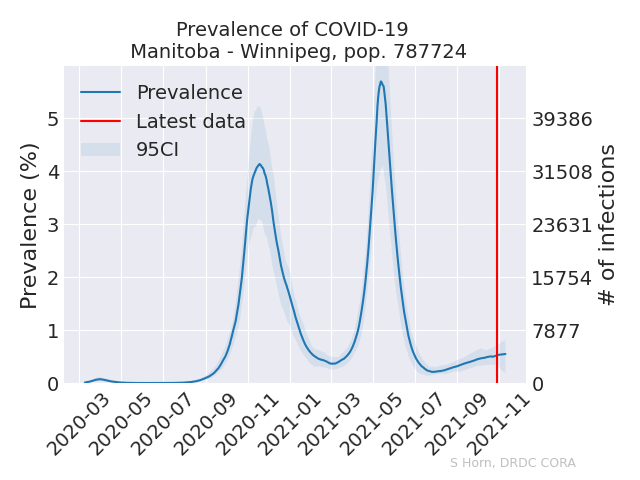 Prevalence of COVID-19
Manitoba - Winnipeg, pop. 787724
Prevalence
Latest data
95CI
Prevalence (%)
5
4
3
2
1
0
39386
31508
23631
15754
7877
0
# of infections
2020-03
2020-05
2020-07
2020-09
2020-11
2021-01
2021-03
2021-05
2021-07
2021-09
2021-11
S Horn, DRDC CORA